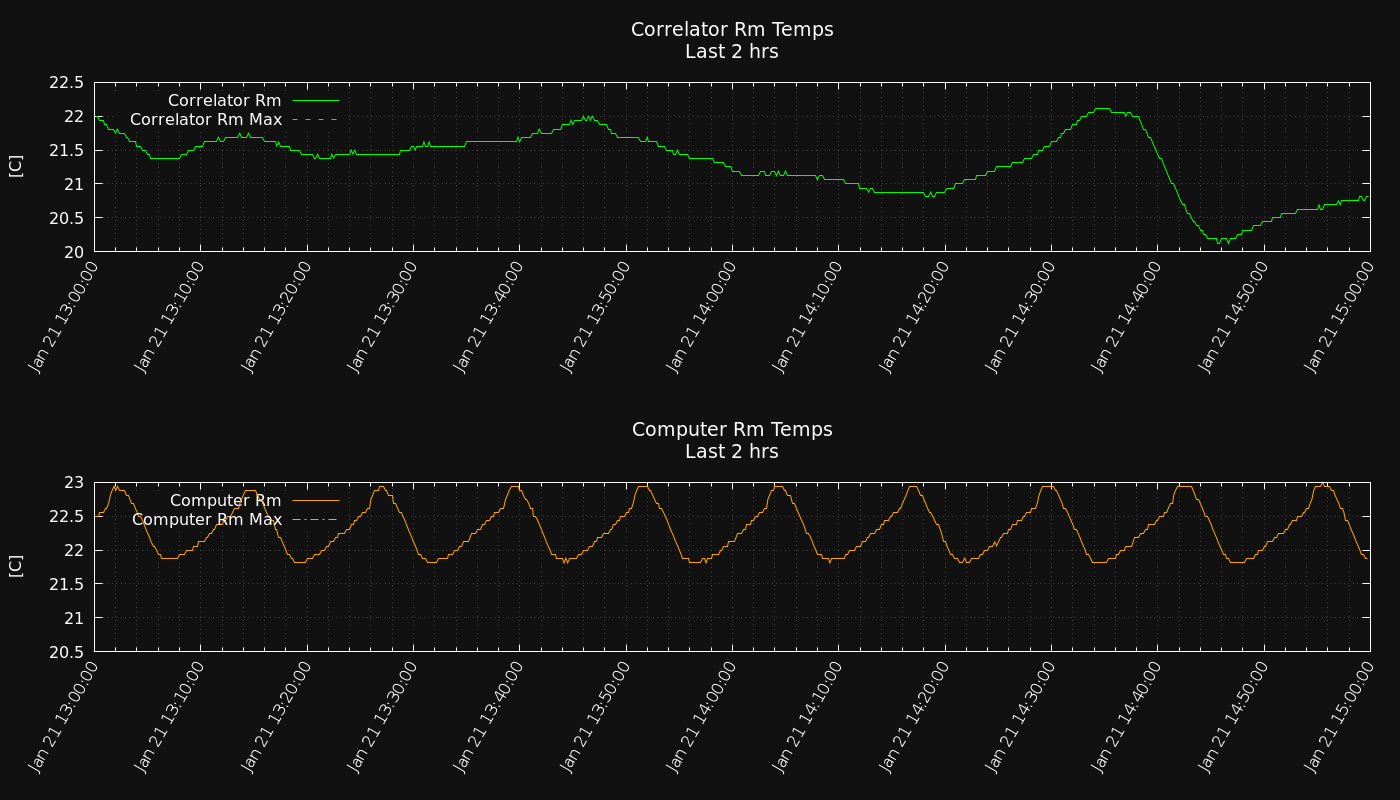 Correlator Rm Temps
Last 2 hrs
22.5
22
21.5
21
20.5
20
[C]
Correlator Rm
Correlator Rm Max
Jan 21 13:00:00
Jan 21 13:10:00
Jan 21 13:20:00
Jan 21 13:30:00
Jan 21 13:40:00
Jan 21 13:50:00
Jan 21 14:00:00
Jan 21 14:10:00
Jan 21 14:20:00
Jan 21 14:30:00
Jan 21 14:40:00
Jan 21 14:50:00
Jan 21 15:00:00
Computer Rm Temps
Last 2 hrs
23
22.5
22
21.5
21
20.5
[C]
Computer Rm
Computer Rm Max
Jan 21 13:00:00
Jan 21 13:10:00
Jan 21 13:20:00
Jan 21 13:30:00
Jan 21 13:40:00
Jan 21 13:50:00
Jan 21 14:00:00
Jan 21 14:10:00
Jan 21 14:20:00
Jan 21 14:30:00
Jan 21 14:40:00
Jan 21 14:50:00
Jan 21 15:00:00